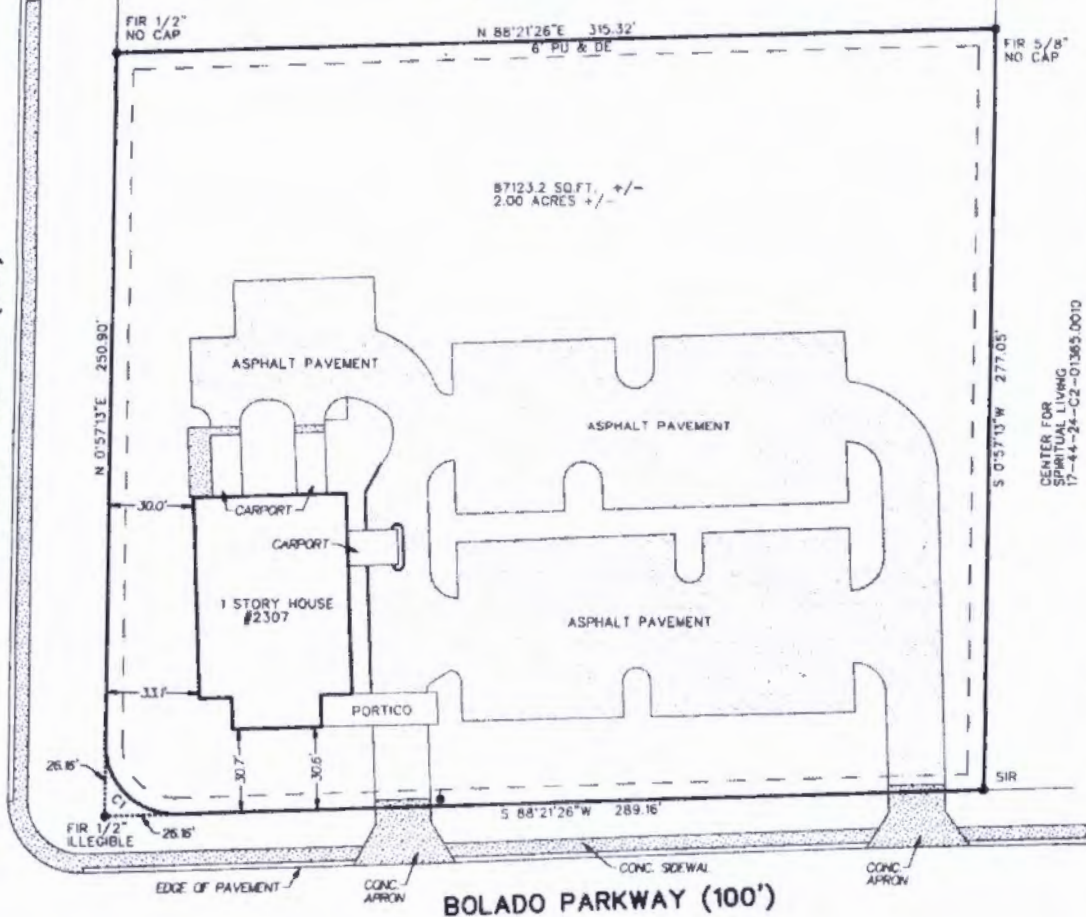 FIR 1/2"
NO CAP
N 88°21'26"E 315.32'
6' PU & DE
FIR 5/8"
NO CAP
87123.2 SQ.FT. +/-
2.00 ACRES +/-
N 0°57'13"E 250.90'
S 0°57'13"W 277.05'
CENTER FOR
SPIRITUAL LIVING
17-44-24-C2-01365.0010
ASPHALT PAVEMENT
ASPHALT PAVEMENT
30.0'
CARPORT
CARPORT
1 STORY HOUSE
#2307
ASPHALT PAVEMENT
33.1'
PORTICO
30.7'
30.6'
26.16'
C1
SIR
FIR 1/2"
ILLEGIBLE
26.16'
S 88°21'26"W 289.16'
EDGE OF PAVEMENT
CONC.
APRON
CONC. SIDEWAL
CONC.
APRON
BOLADO PARKWAY (100')